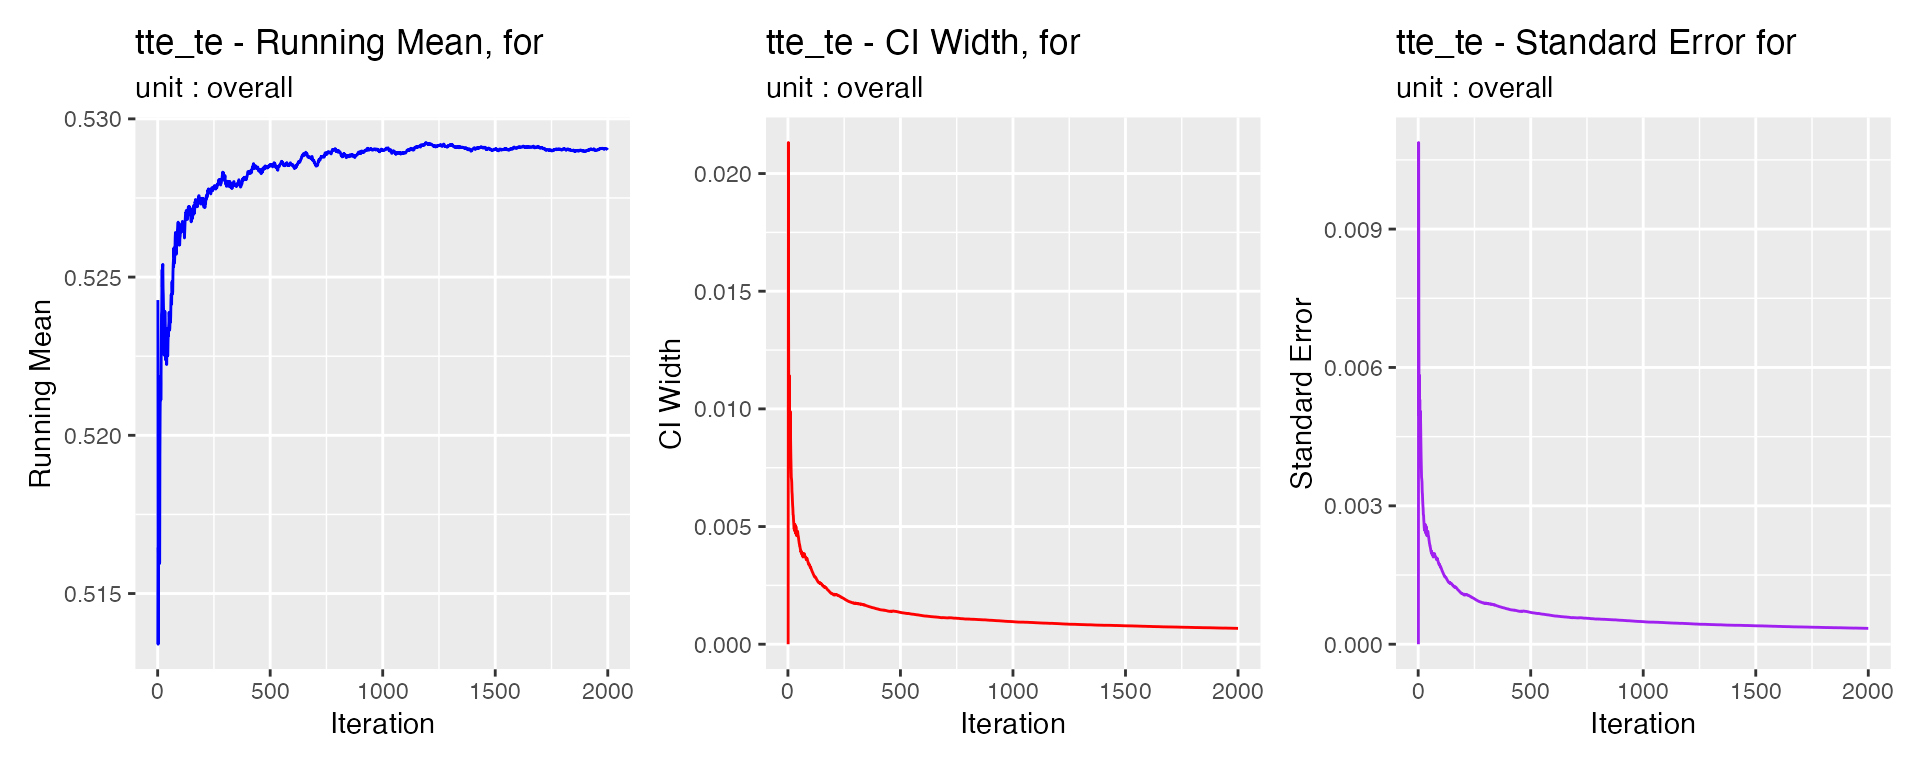 tte_te - Running Mean, for
unit : overall
0.530
0.525
0.520
0.515
Running Mean
0 500 1000 1500 2000
Iteration
tte_te - CI Width, for
unit : overall
0.020
0.015
0.010
0.005
0.000
CI Width
0 500 1000 1500 2000
Iteration
tte_te - Standard Error for
unit : overall
0.009
0.006
0.003
0.000
Standard Error
0 500 1000 1500 2000
Iteration